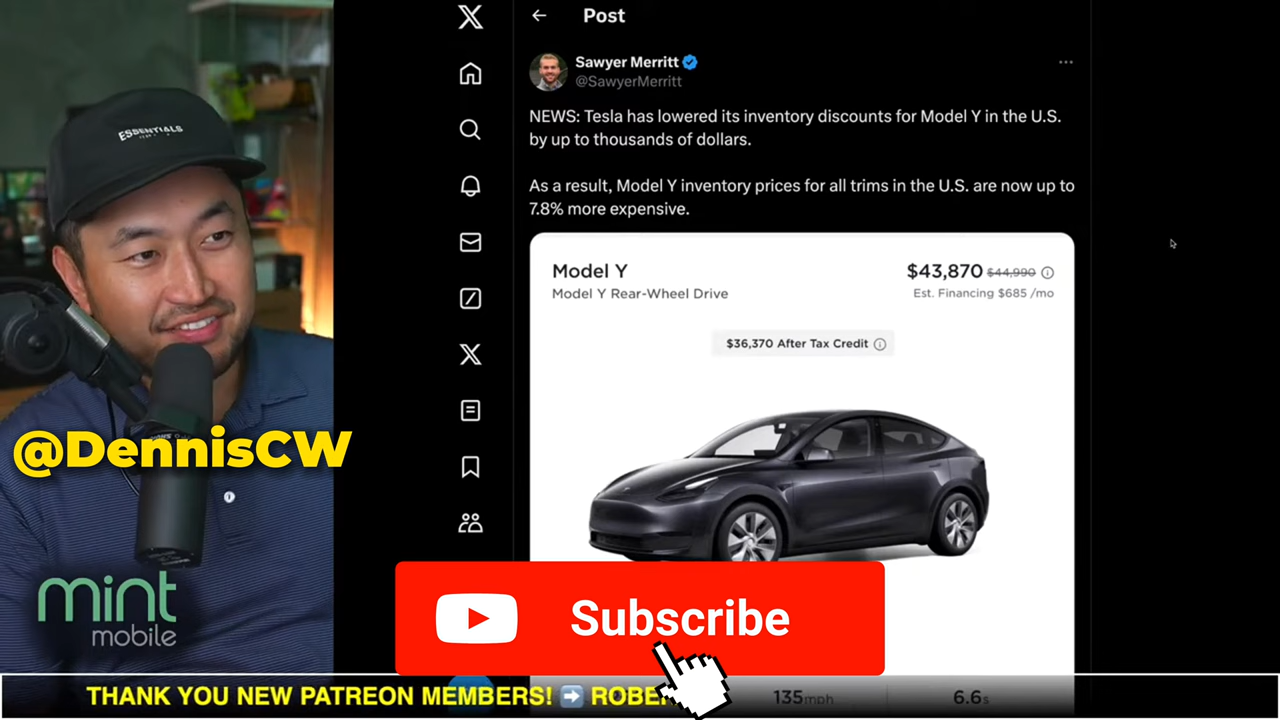 ESSENTIALS
Post
Sawyer Merritt
@SawyerMerritt
NEWS: Tesla has lowered its inventory discounts for Model Y in the U.S.
by up to thousands of dollars.
As a result, Model Y inventory prices for all trims in the U.S. are now up to
7.8% more expensive.
Model Y
$43,870 $44,990
Model Y Rear-Wheel Drive
Est. Financing $685 /mo
$36,370 After Tax Credit
@DennisCW
mint
mobile
Subscribe
THANK YOU NEW PATREON MEMBERS! ➡️ ROBE
135mph
6.6s